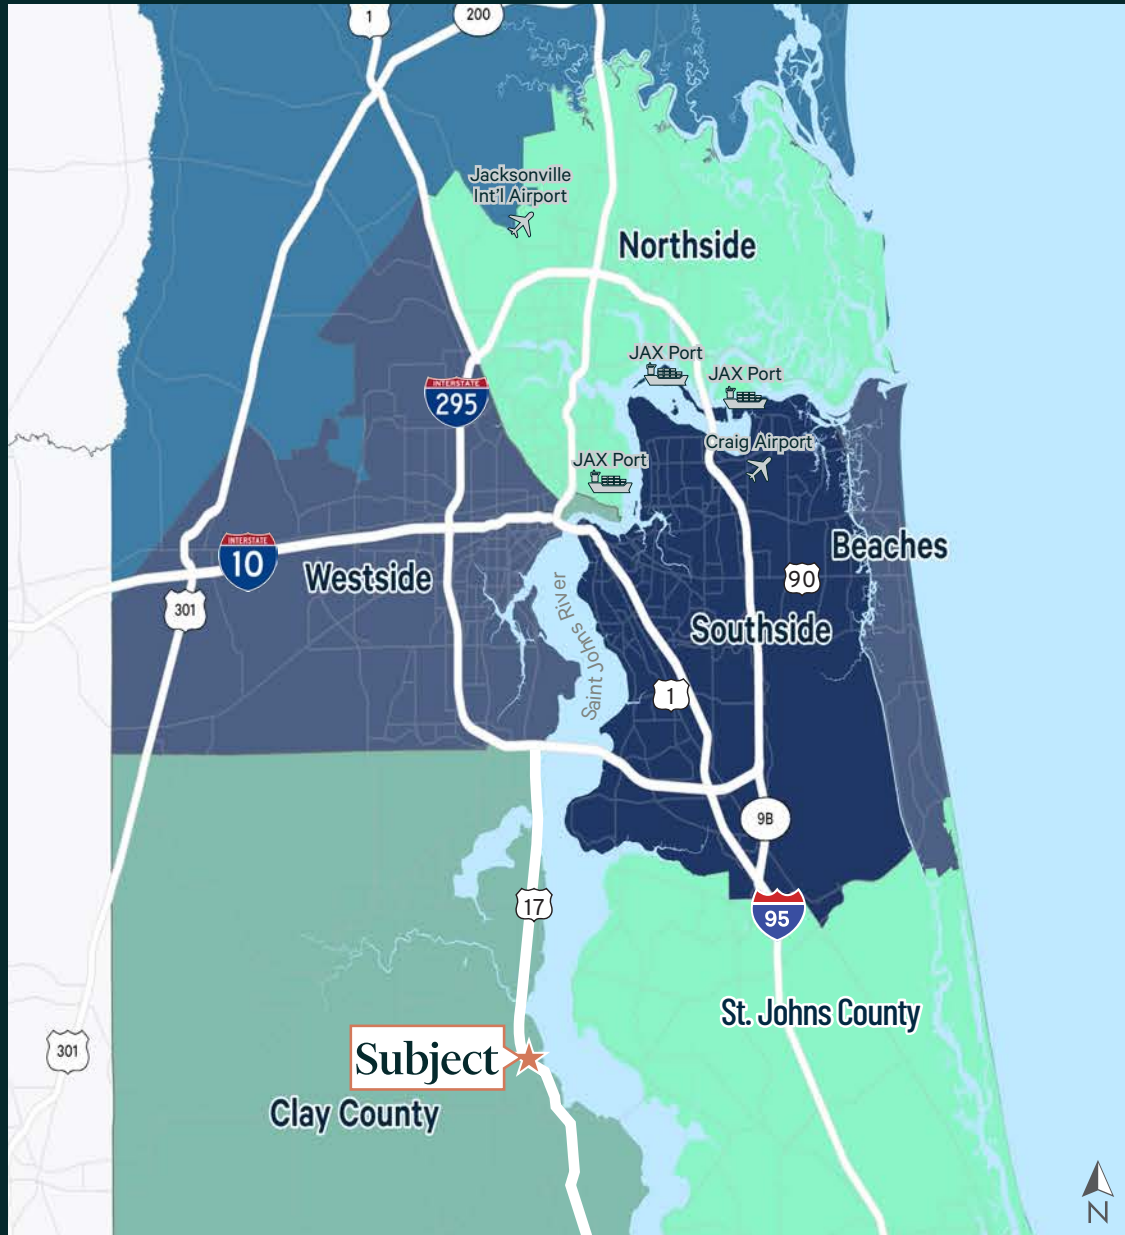 1
200
Jacksonville
Int'l Airport
Northside
JAX Port
JAX Port
INTERSTATE
295
Craig Airport
JAX Port
INTERSTATE
10
Beaches
Westside
90
301
Southside
Saint Johns River
1
9B
17
95
St. Johns County
301
Subject
Clay County
N